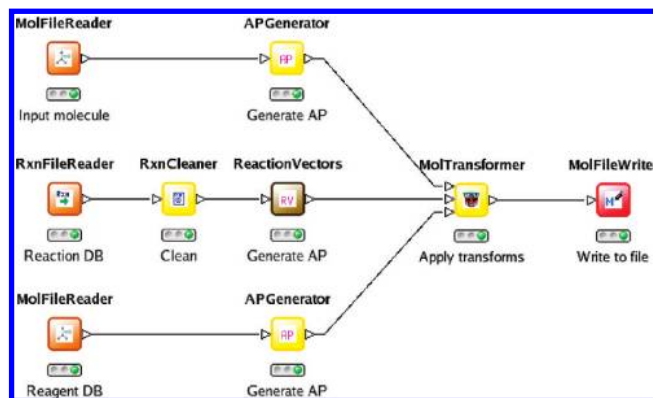 MolFileReader APGenerator
AP
Input molecule Generate AP
RxnFileReader RxnCleaner ReactionVectors MolTransformer MolFileWrite
Rxn RV
Reaction DB Clean Generate AP Apply transforms Write to file
MolFileReader APGenerator
AP
Reagent DB Generate AP